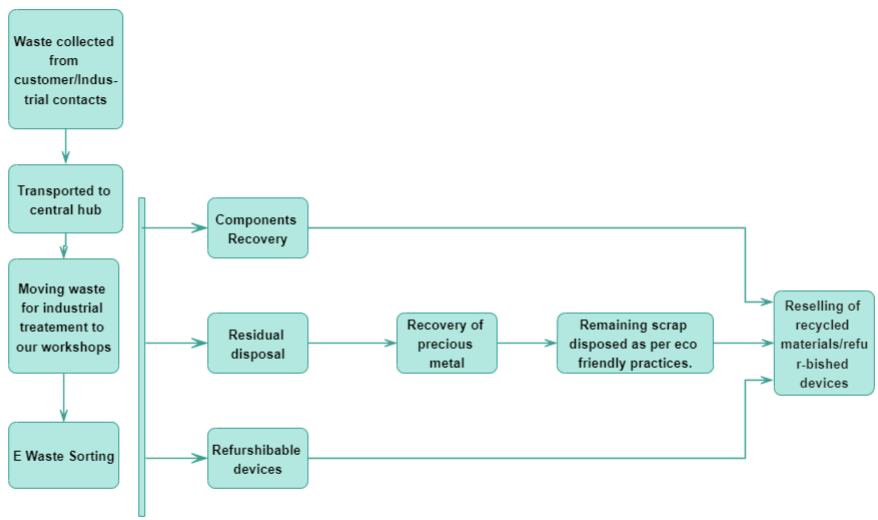 Waste collected
from
customer/Indus-
trial contacts
Transported to
central hub
Moving waste
for industrial
treatement to
our workshops
E Waste Sorting
Components
Recovery
Residual
disposal
Recovery of
precious
metal
Remaining scrap
disposed as per eco
friendly practices.
Refurshibable
devices
Reselling of
recycled
materials/refu
r-bished
devices